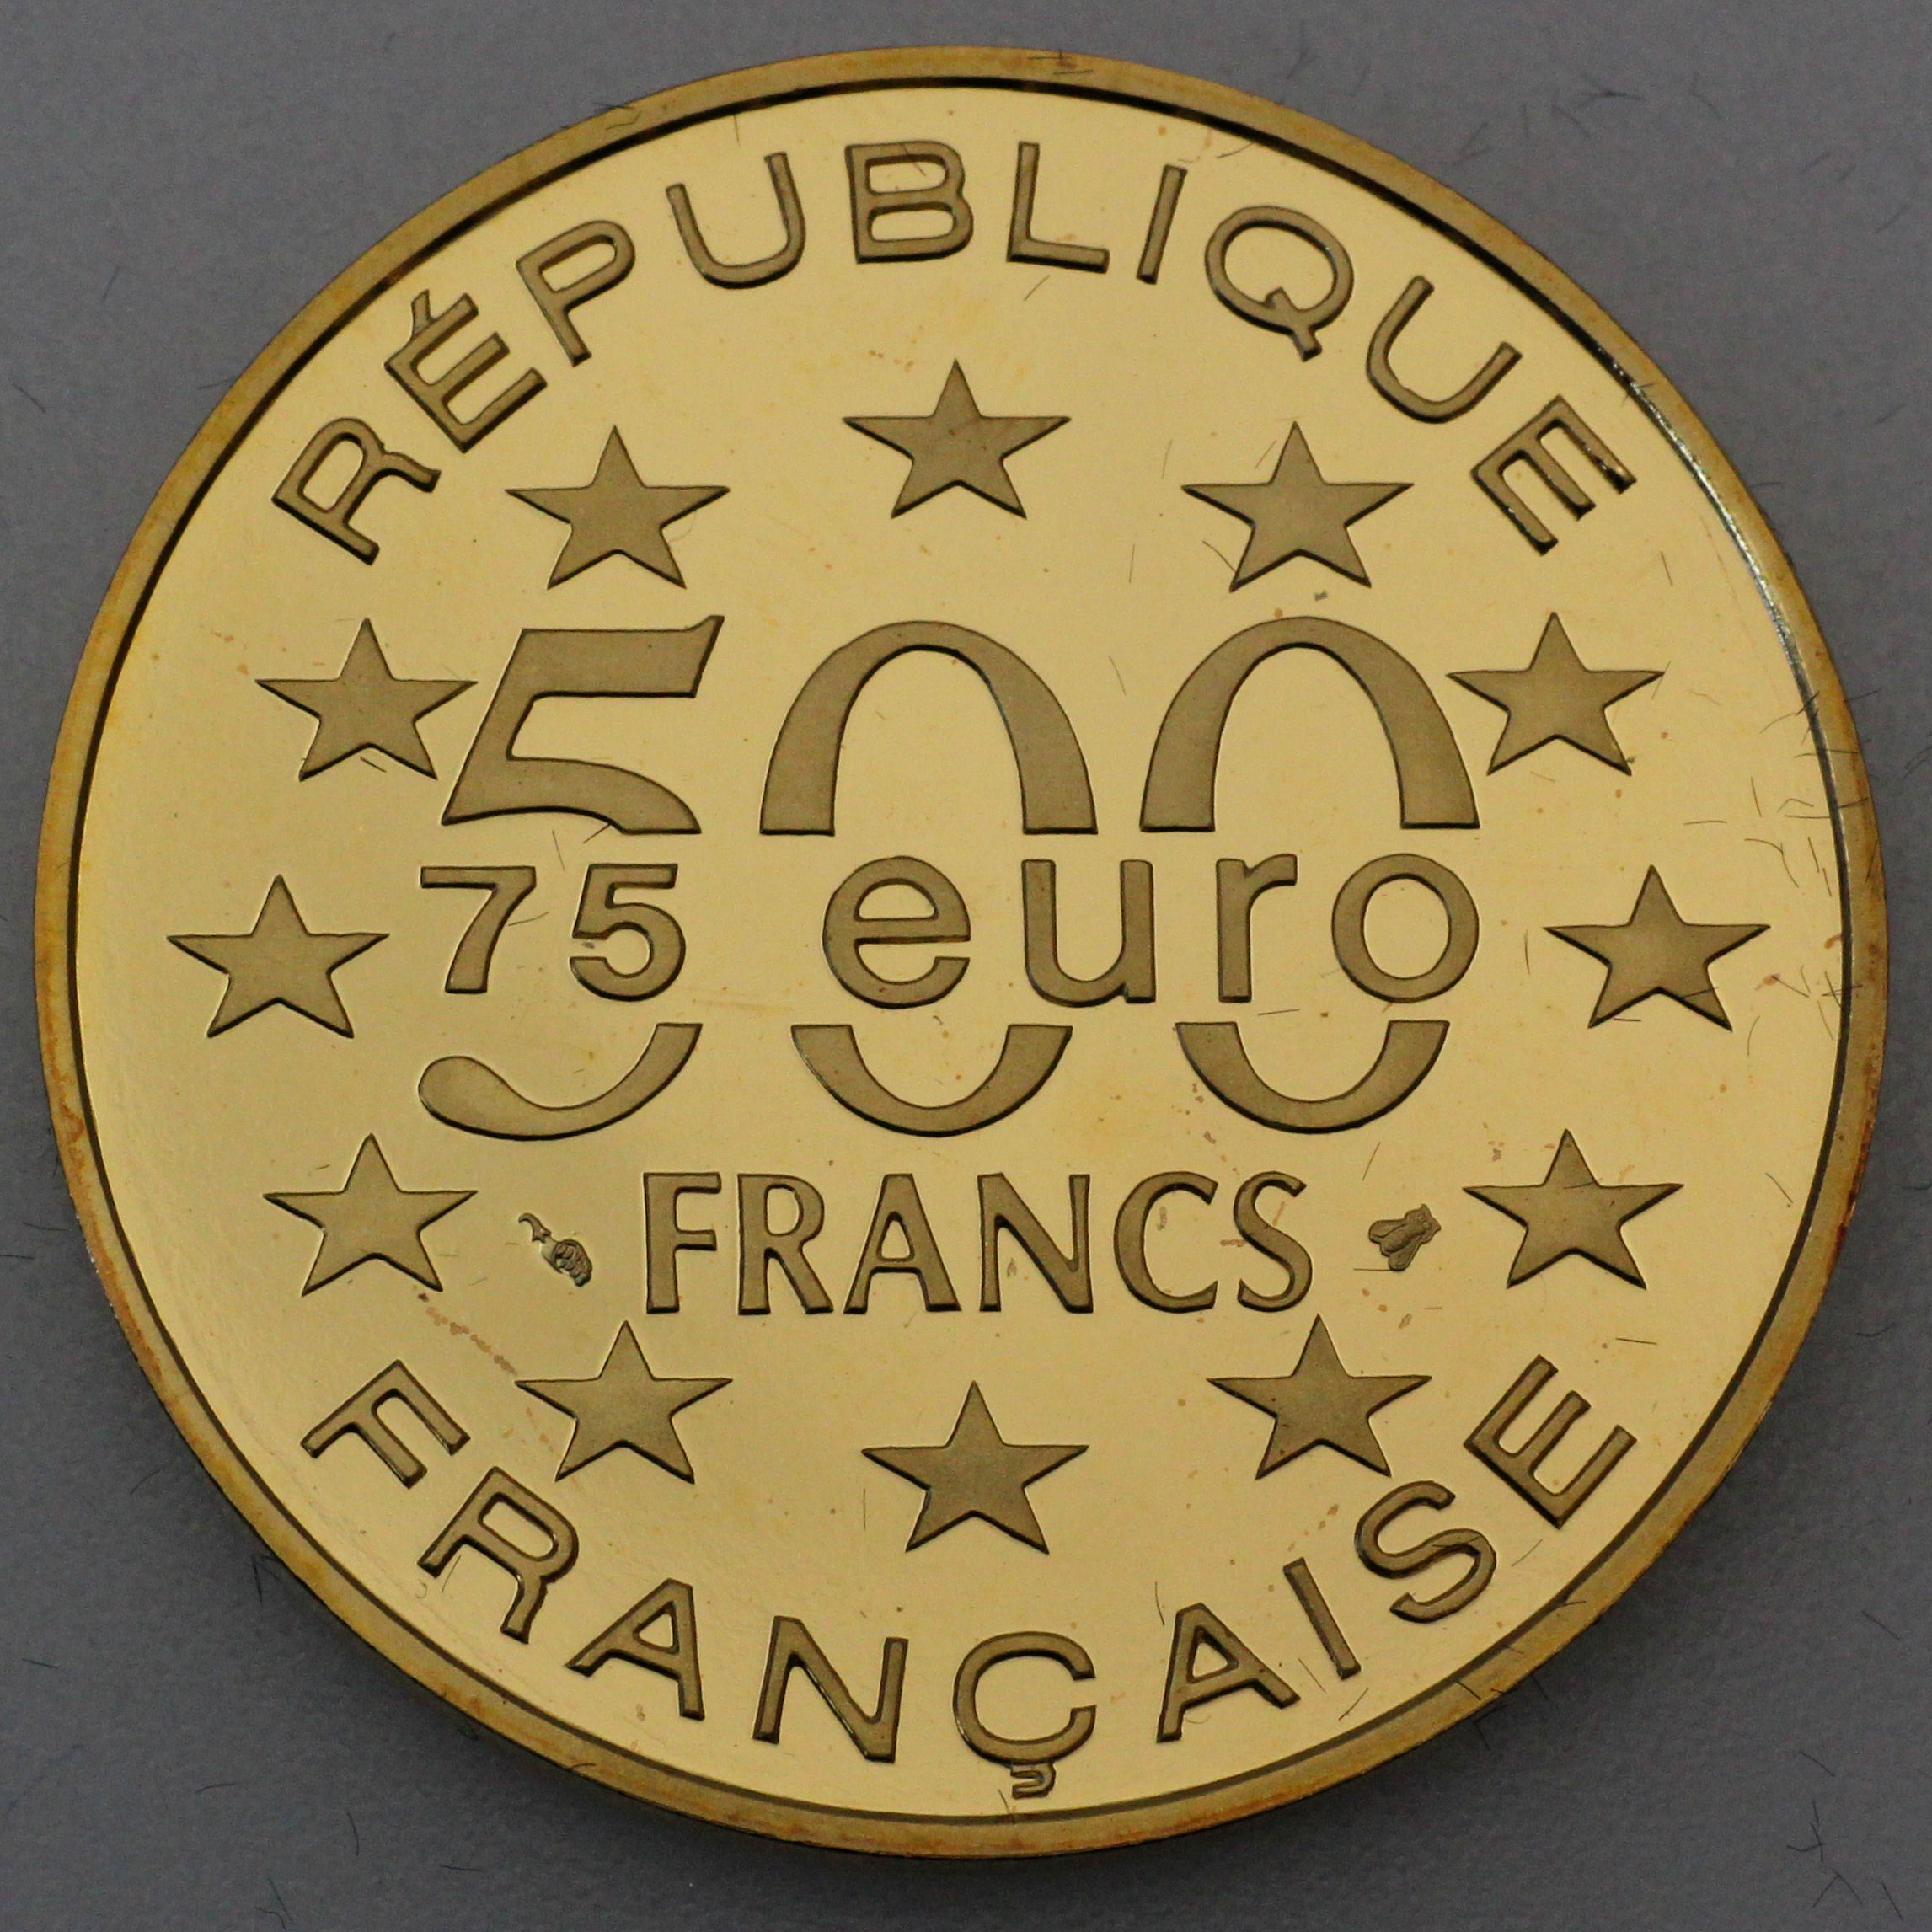 RÉPUBLIQUE
500
75 euro
FRANCS
FRANÇAISE